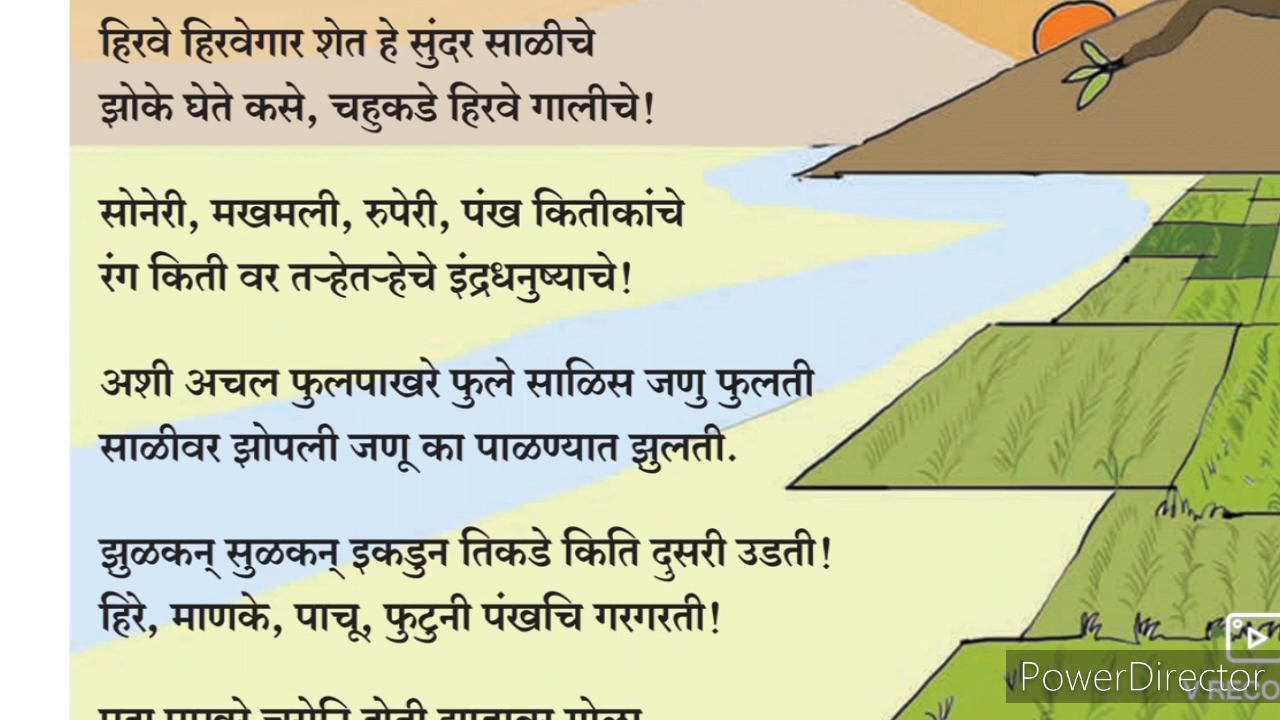 हिरवे हिरवेगार शेत हे सुंदर साळीचे
झोके घेते कसे, चहुकडे हिरवे गालीचे!
सोनेरी, मखमली, रुपेरी, पंख कितीकांचे
रंग किती वर तऱ्हेतऱ्हेचे इंद्रधनुष्याचे!
अशी अचल फुलपाखरे फुले साळिस जणु फुलती
साळीवर झोपली जणू का पाळण्यात झुलती.
झुळकन् सुळकन् इकडुन तिकडे किति दुसरी उडती!
हिरे, माणके, पाचू, फुटुनी पंखचि गरगरती!
PowerDirector